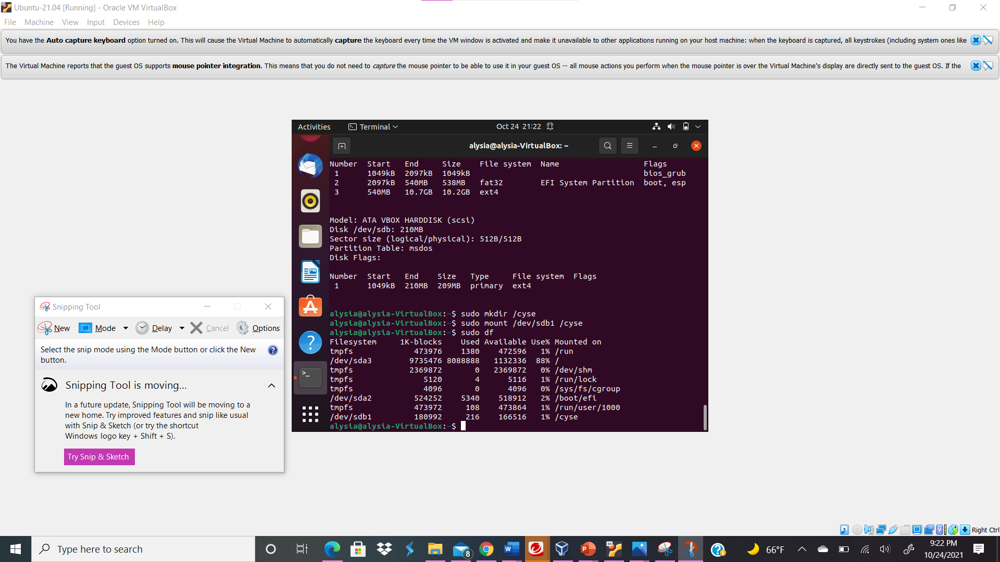 Ubuntu-21.04 [Running] - Oracle VM VirtualBox
File Machine View Input Devices Help
You have the Auto capture keyboard option turned on. This will cause the Virtual Machine to automatically capture the keyboard every time the VM window is activated and make it unavailable to other applications running on your host machine: when the keyboard is captured, all keystrokes (including system ones like
The Virtual Machine reports that the guest OS supports mouse pointer integration. This means that you do not need to capture the mouse pointer to be able to use it in your guest OS -- all mouse actions you perform when the mouse pointer is over the Virtual Machine's display are directly sent to the guest OS. If the
Activities Terminal Oct 24 21:22
alysia@alysia-VirtualBox: ~
Number Start End Size File system Name Flags
1 1049kB 2097kB 1049kB bios_grub
2 2097kB 540MB 538MB fat32 EFI System Partition boot, esp
3 540MB 10.7GB 10.2GB ext4
Model: ATA VBOX HARDDISK (scsi)
Disk /dev/sdb: 210MB
Sector size (logical/physical): 512B/512B
Partition Table: msdos
Disk Flags:
Number Start End Size Type File system Flags
1 1049kB 210MB 209MB primary ext4
alysia@alysia-VirtualBox:~$ sudo mkdir /cyse
alysia@alysia-VirtualBox:~$ sudo mount /dev/sdb1 /cyse
alysia@alysia-VirtualBox:~$ sudo df
Filesystem 1K-blocks Used Available Use% Mounted on
tmpfs 473976 1380 472596 1% /run
/dev/sda3 9735476 8088888 1132336 88% /
tmpfs 2369872 0 2369872 0% /dev/shm
tmpfs 5120 4 5116 1% /run/lock
tmpfs 4096 0 4096 0% /sys/fs/cgroup
/dev/sda2 524252 5340 518912 2% /boot/efi
tmpfs 473972 108 473864 1% /run/user/1000
/dev/sdb1 180992 216 166516 1% /cyse
alysia@alysia-VirtualBox:~$
Snipping Tool
New Mode Delay Cancel Options
Select the snip mode using the Mode button or click the New
button.
Snipping Tool is moving...
In a future update, Snipping Tool will be moving to a
new home. Try improved features and snip like usual
with Snip & Sketch (or try the shortcut
Windows logo key + Shift + S).
Try Snip & Sketch
Right Ctrl
Type here to search
8
64
66°F
9:22 PM
10/24/2021